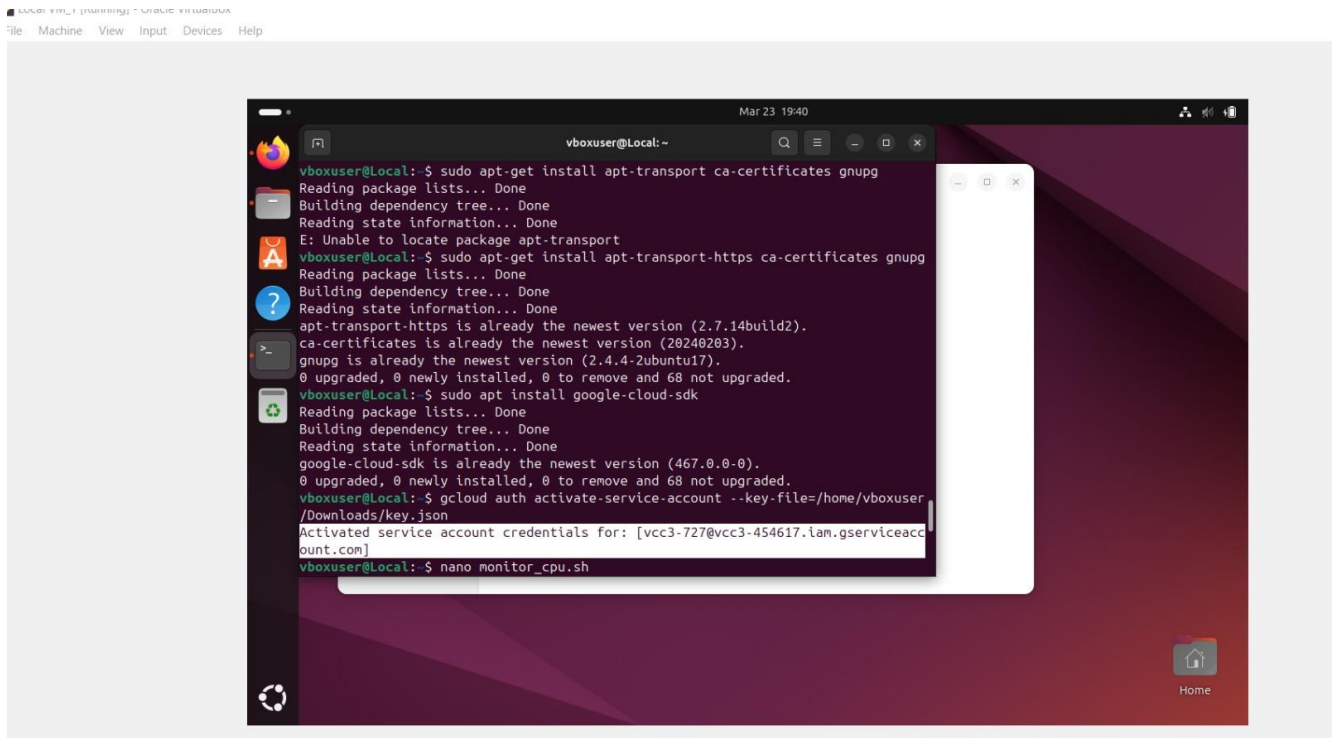 Local VM_1 [Running] - Oracle VirtualBox
File Machine View Input Devices Help
Mar 23 19:40
vboxuser@Local: ~
vboxuser@Local:~$ sudo apt-get install apt-transport ca-certificates gnupg
Reading package lists... Done
Building dependency tree... Done
Reading state information... Done
E: Unable to locate package apt-transport
vboxuser@Local:~$ sudo apt-get install apt-transport-https ca-certificates gnupg
Reading package lists... Done
Building dependency tree... Done
Reading state information... Done
apt-transport-https is already the newest version (2.7.14build2).
ca-certificates is already the newest version (20240203).
gnupg is already the newest version (2.4.4-2ubuntu17).
0 upgraded, 0 newly installed, 0 to remove and 68 not upgraded.
vboxuser@Local:~$ sudo apt install google-cloud-sdk
Reading package lists... Done
Building dependency tree... Done
Reading state information... Done
google-cloud-sdk is already the newest version (467.0.0-0).
0 upgraded, 0 newly installed, 0 to remove and 68 not upgraded.
vboxuser@Local:~$ gcloud auth activate-service-account --key-file=/home/vboxuser
/Downloads/key.json
Activated service account credentials for: [vcc3-727@vcc3-454617.iam.gserviceacc
ount.com]
vboxuser@Local:~$ nano monitor_cpu.sh
Home